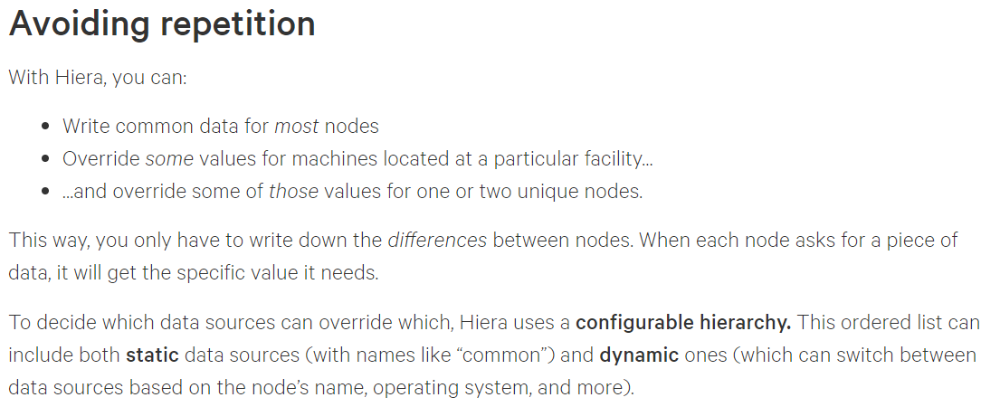 Avoiding repetition
With Hiera, you can:
• Write common data for most nodes
• Override some values for machines located at a particular facility…
• …and override some of those values for one or two unique nodes.
This way, you only have to write down the differences between nodes. When each node asks for a piece of
data, it will get the specific value it needs.
To decide which data sources can override which, Hiera uses a configurable hierarchy. This ordered list can
include both static data sources (with names like “common”) and dynamic ones (which can switch between
data sources based on the node’s name, operating system, and more).